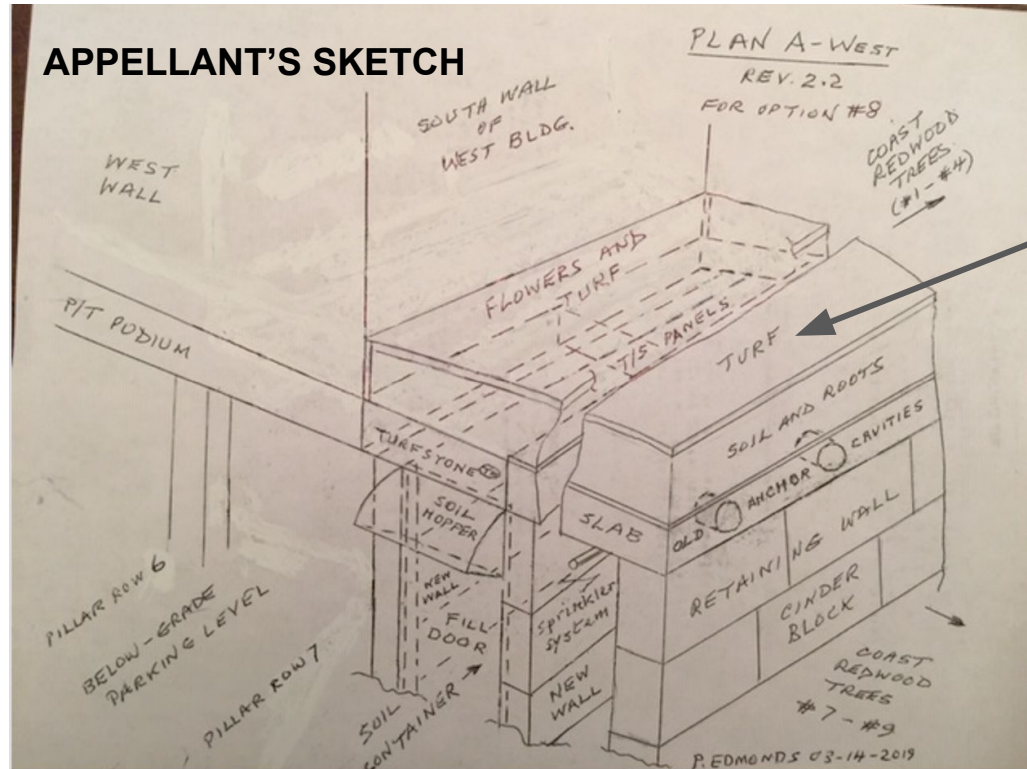 APPELLANT'S SKETCH
PLAN A-WEST
REV. 2.2
FOR OPTION #8
SOUTH WALL
OF
WEST BLDG.
COAST
REDWOOD
TREES
(#1-#4)
WEST
WALL
FLOWERS AND
TURF
P/T PODIUM
T/S PANELS
TURF
SOIL AND ROOTS
TURFSTONE TM
OLD ANCHOR CAVITIES
SOIL
HOPPER
SLAB
RETAINING WALL
NEW
WALL
FILL
DOOR
Sprinkler
system
CINDER
BLOCK
PILLAR ROW 6
BELOW-GRADE
PARKING LEVEL
PILLAR ROW 7
SOIL
CONTAINER
NEW
WALL
COAST
REDWOOD
TREES
#7-#9
P. EDMONDS 03-14-2019